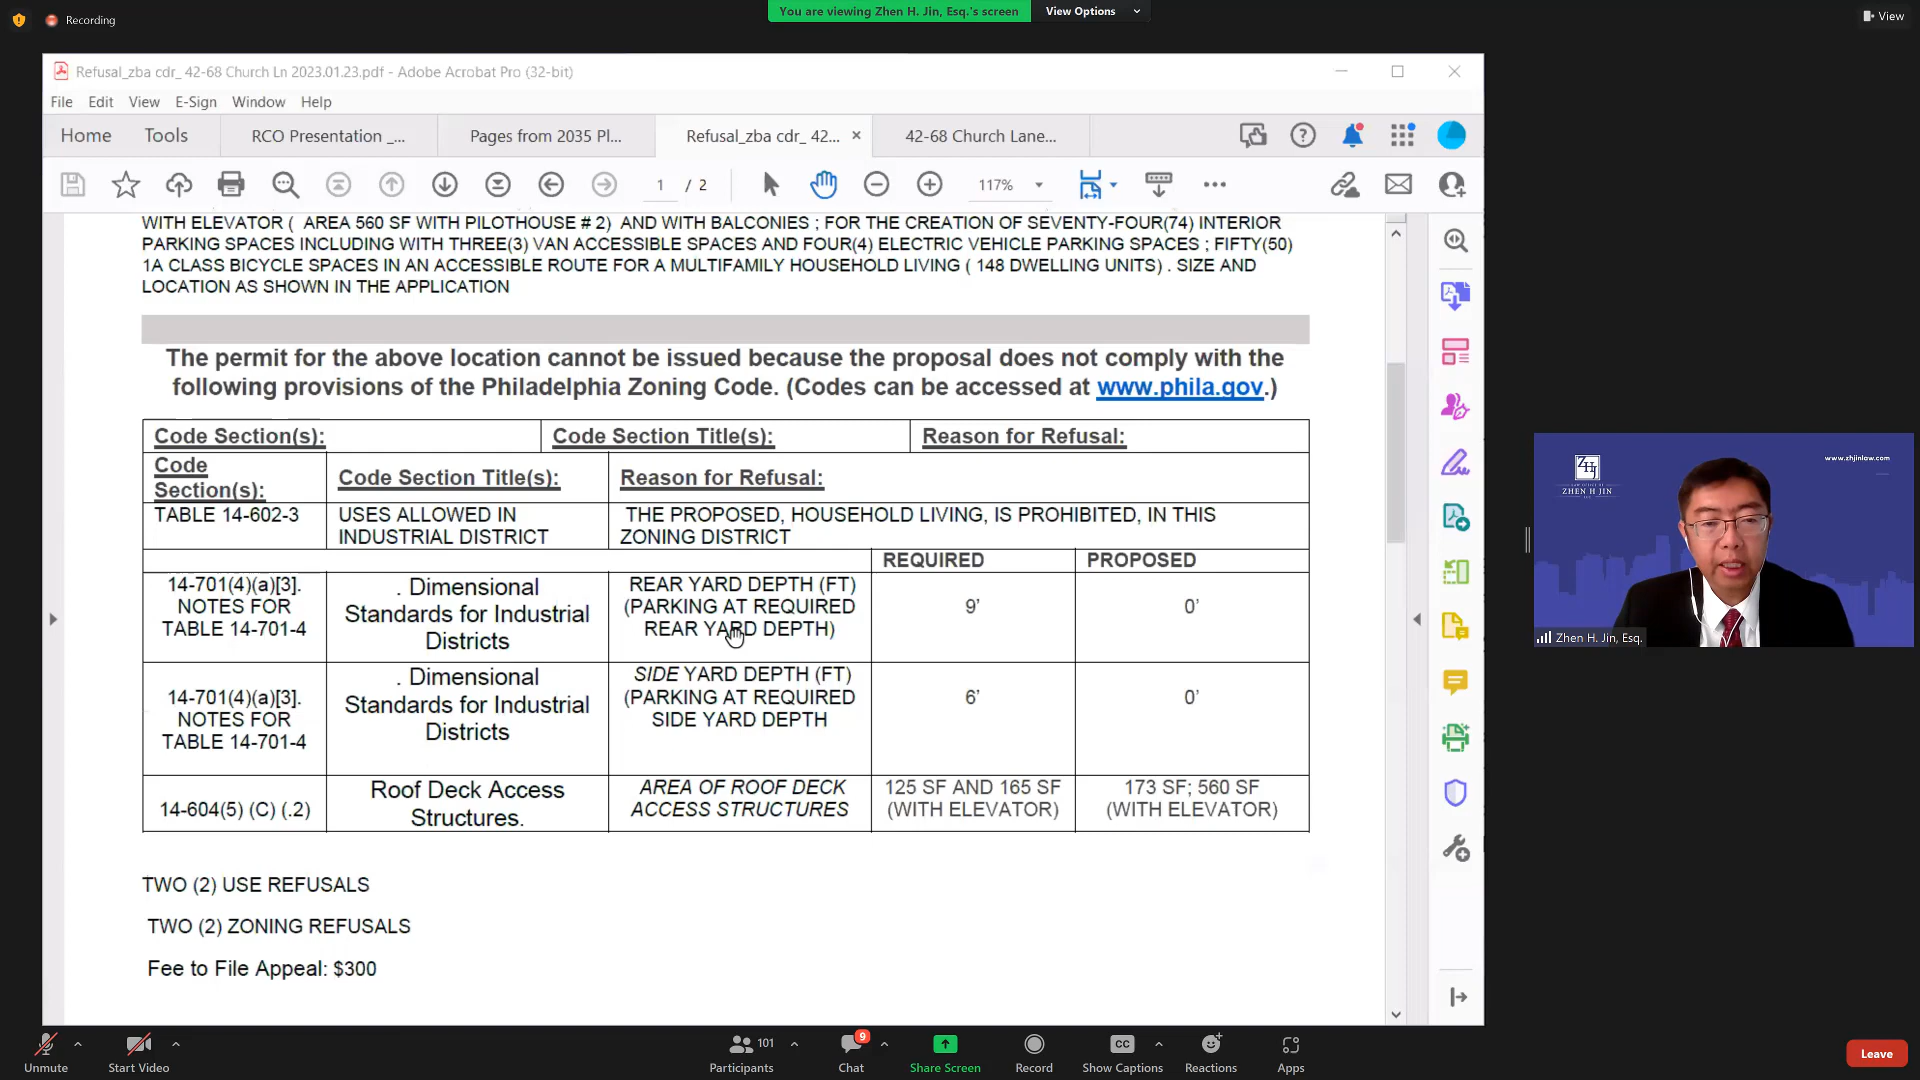 Recording
You are viewing Zhen H. Jin, Esq.'s screen
View Options
View
Refusal_zba cdr_ 42-68 Church Ln 2023.01.23.pdf - Adobe Acrobat Pro (32-bit)
File Edit View E-Sign Window Help
Home Tools RCO Presentation _... Pages from 2035 Pl... Refusal_zba cdr_ 42... × 42-68 Church Lane...
1 / 2 117%
WITH ELEVATOR ( AREA 560 SF WITH PILOTHOUSE # 2) AND WITH BALCONIES ; FOR THE CREATION OF SEVENTY-FOUR(74) INTERIOR
PARKING SPACES INCLUDING WITH THREE(3) VAN ACCESSIBLE SPACES AND FOUR(4) ELECTRIC VEHICLE PARKING SPACES ; FIFTY(50)
1A CLASS BICYCLE SPACES IN AN ACCESSIBLE ROUTE FOR A MULTIFAMILY HOUSEHOLD LIVING ( 148 DWELLING UNITS) . SIZE AND
LOCATION AS SHOWN IN THE APPLICATION
The permit for the above location cannot be issued because the proposal does not comply with the
following provisions of the Philadelphia Zoning Code. (Codes can be accessed at www.phila.gov.)
Code Section(s): Code Section Title(s): Reason for Refusal:
Code
Section(s):
Code Section Title(s):
Reason for Refusal:
TABLE 14-602-3
USES ALLOWED IN
INDUSTRIAL DISTRICT
THE PROPOSED, HOUSEHOLD LIVING, IS PROHIBITED, IN THIS
ZONING DISTRICT
REQUIRED PROPOSED
14-701(4)(a)[3].
NOTES FOR
TABLE 14-701-4
. Dimensional
Standards for Industrial
Districts
REAR YARD DEPTH (FT)
(PARKING AT REQUIRED
REAR YARD DEPTH)
9'
0'
14-701(4)(a)[3].
NOTES FOR
TABLE 14-701-4
. Dimensional
Standards for Industrial
Districts
SIDE YARD DEPTH (FT)
(PARKING AT REQUIRED
SIDE YARD DEPTH
6'
0'
14-604(5) (C) (.2)
Roof Deck Access
Structures.
AREA OF ROOF DECK
ACCESS STRUCTURES
125 SF AND 165 SF
(WITH ELEVATOR)
173 SF; 560 SF
(WITH ELEVATOR)
TWO (2) USE REFUSALS
TWO (2) ZONING REFUSALS
Fee to File Appeal: $300
ZHJ
ZHEN H JIN
www.zhjinlaw.com
Zhen H. Jin, Esq.
Unmute
Start Video
101
Participants
9
Chat
Share Screen
Record
CC
Show Captions
Reactions
Apps
Leave